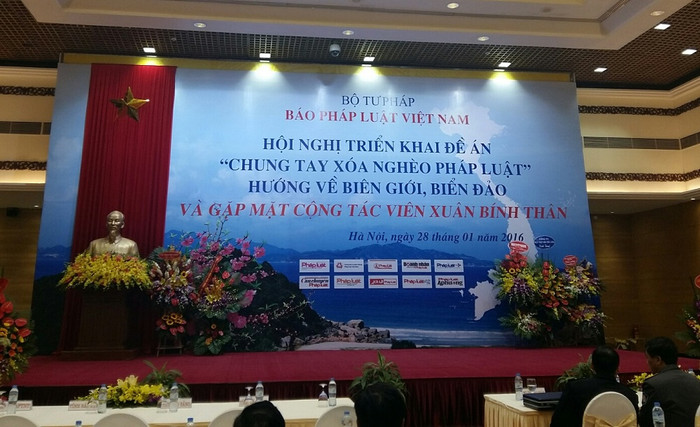 BỘ TƯ PHÁP
BÁO PHÁP LUẬT VIỆT NAM
HỘI NGHỊ TRIỂN KHAI ĐỀ ÁN
“CHUNG TAY XÓA NGHÈO PHÁP LUẬT”
HƯỚNG VỀ BIÊN GIỚI, BIỂN ĐẢO
VÀ GẶP MẶT CỘNG TÁC VIÊN XUÂN BÍNH THÂN
Hà Nội, ngày 28 tháng 01 năm 2016